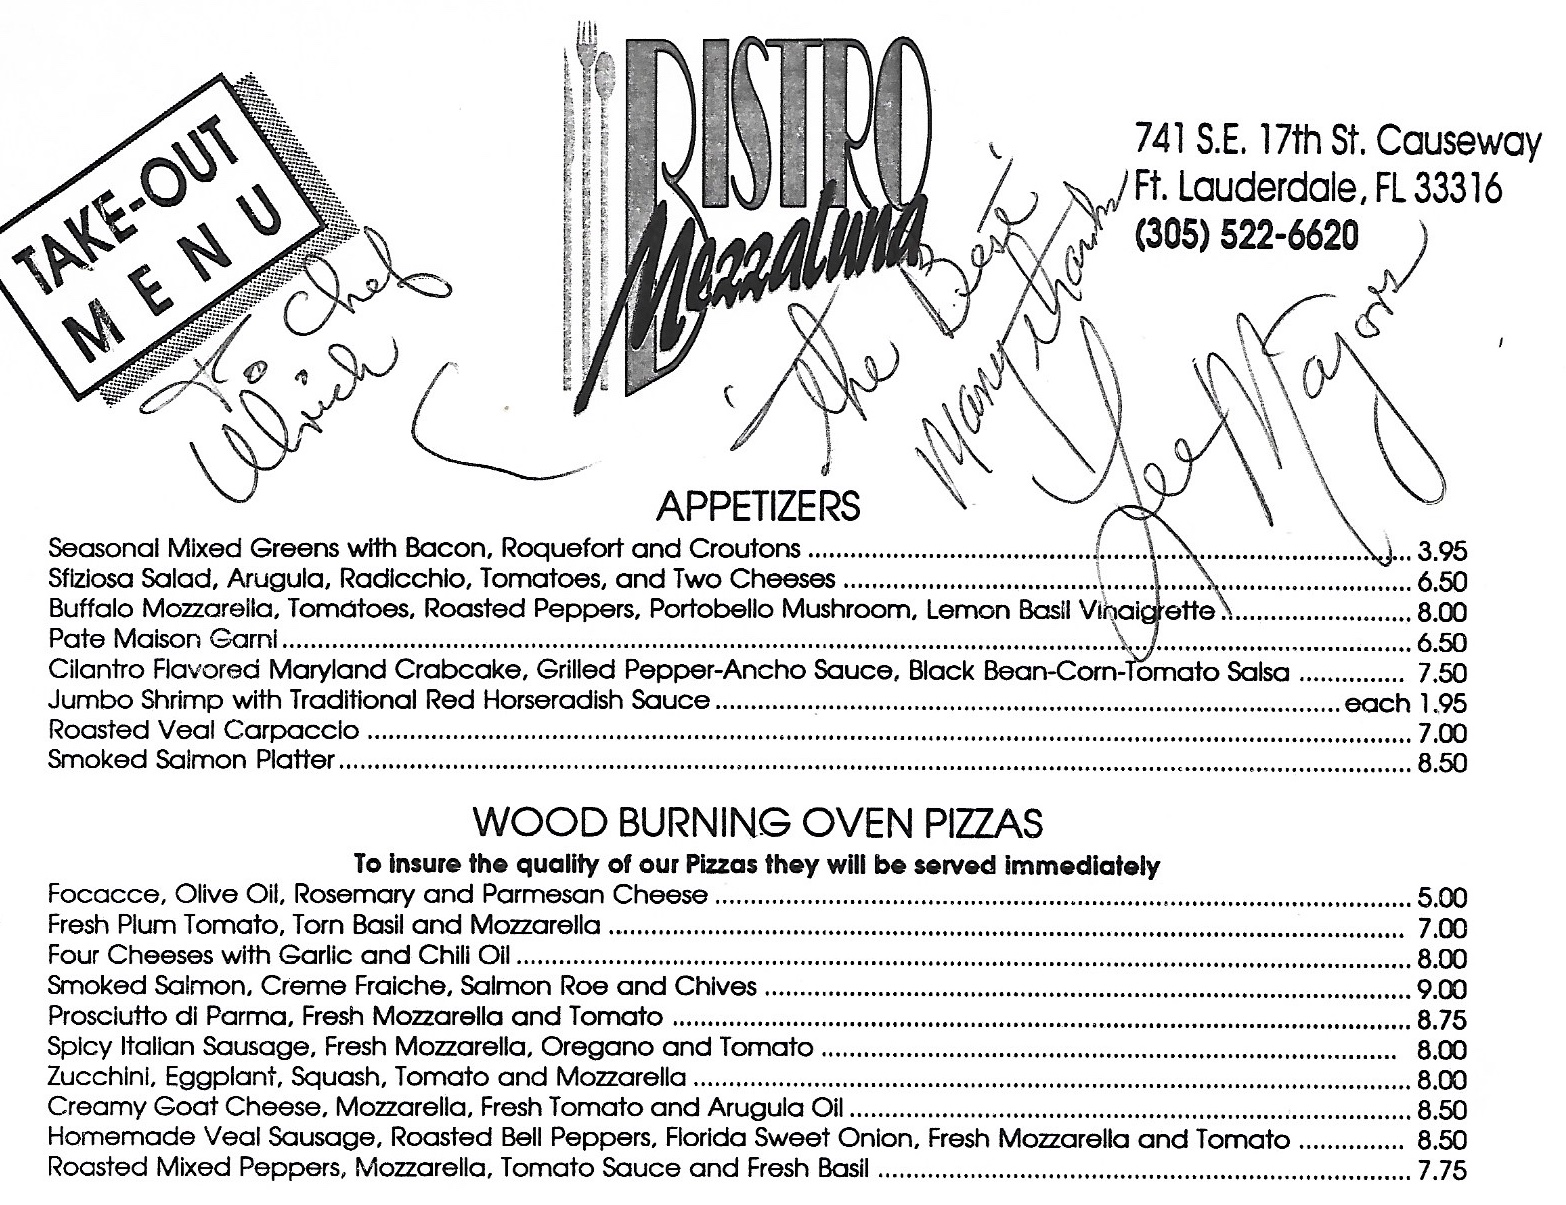 TAKE-OUT
MENU
BISTRO
Mezzaluna
741 S.E. 17th St. Causeway
Ft. Lauderdale, FL 33316
(305) 522-6620
To Chef
Ulrich
"The Best
Many thanks
Lee Majors
APPETIZERS
Seasonal Mixed Greens with Bacon, Roquefort and Croutons 3.95
Sfiziosa Salad, Arugula, Radicchio, Tomatoes, and Two Cheeses 6.50
Buffalo Mozzarella, Tomatoes, Roasted Peppers, Portobello Mushroom, Lemon Basil Vinaigrette 8.00
Pate Maison Garni 6.50
Cilantro Flavored Maryland Crabcake, Grilled Pepper-Ancho Sauce, Black Bean-Corn-Tomato Salsa 7.50
Jumbo Shrimp with Traditional Red Horseradish Sauce each 1.95
Roasted Veal Carpaccio 7.00
Smoked Salmon Platter 8.50
WOOD BURNING OVEN PIZZAS
To insure the quality of our Pizzas they will be served immediately
Focacce, Olive Oil, Rosemary and Parmesan Cheese 5.00
Fresh Plum Tomato, Torn Basil and Mozzarella 7.00
Four Cheeses with Garlic and Chili Oil 8.00
Smoked Salmon, Creme Fraiche, Salmon Roe and Chives 9.00
Prosciutto di Parma, Fresh Mozzarella and Tomato 8.75
Spicy Italian Sausage, Fresh Mozzarella, Oregano and Tomato 8.00
Zucchini, Eggplant, Squash, Tomato and Mozzarella 8.00
Creamy Goat Cheese, Mozzarella, Fresh Tomato and Arugula Oil 8.50
Homemade Veal Sausage, Roasted Bell Peppers, Florida Sweet Onion, Fresh Mozzarella and Tomato 8.50
Roasted Mixed Peppers, Mozzarella, Tomato Sauce and Fresh Basil 7.75